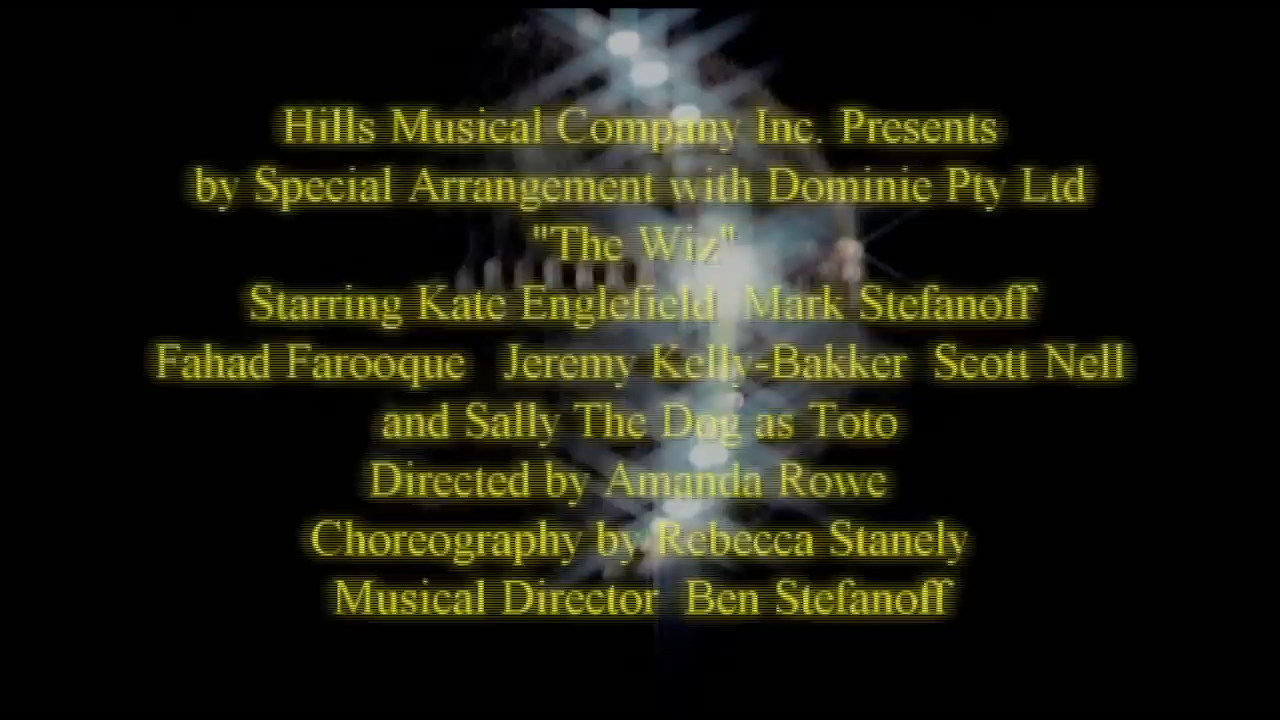 Hills Musical Company Inc. Presents
by Special Arrangement with Dominie Pty Ltd
"The Wiz"
Starring Kate Englefield  Mark Stefanoff
Fahad Farooque  Jeremy Kelly-Bakker  Scott Nell
and Sally The Dog as Toto
Directed by Amanda Rowe
Choreography by Rebecca Stanely
Musical Director  Ben Stefanoff